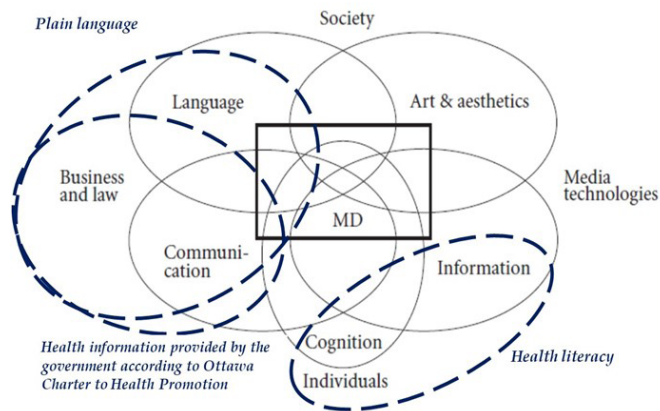 Plain language
Society
Language
Art & aesthetics
Business
and law
Media
technologies
MD
Communi-
cation
Information
Cognition
Individuals
Health information provided by the
government according to Ottawa
Charter to Health Promotion
Health literacy